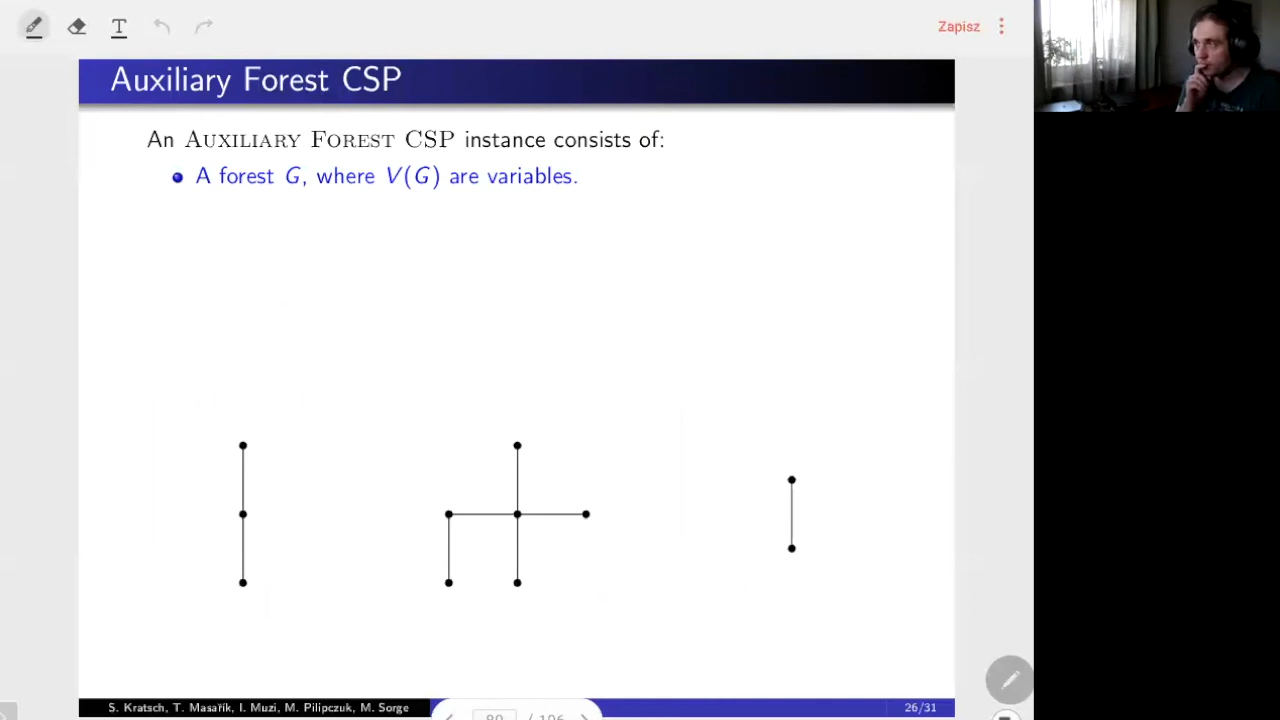 T
Zapisz
Auxiliary Forest CSP
An Auxiliary Forest CSP instance consists of:
A forest G, where V(G) are variables.
S. Kratsch, T. Masařík, I. Muzi, M. Pilipczuk, M. Sorge
26/31